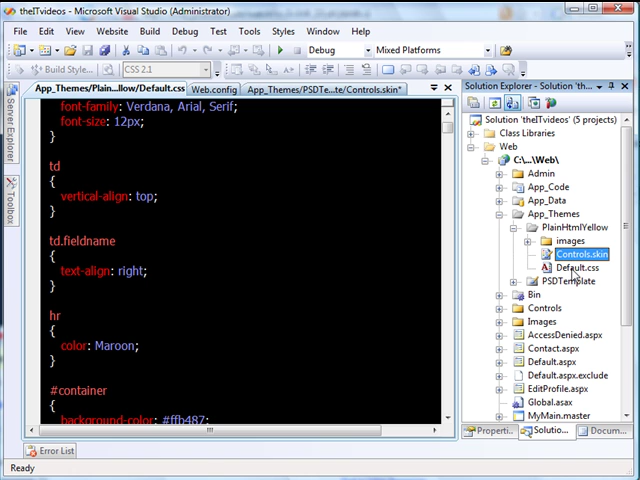 theITvideos - Microsoft Visual Studio (Administrator)
File Edit View Website Build Debug Test Tools Styles Window Help
Debug Mixed Platforms
Style Application: CSS 2.1
App_Themes/Plain...llow/Default.css Web.config App_Themes/PSDTe...te/Controls.skin*
font-family: Verdana, Arial, Serif;
font-size: 12px;
}
td
{
vertical-align: top;
}
td.fieldname
{
text-align: right;
}
hr
{
color: Maroon;
}
#container
{
background-color: #ffb487;
Server Explorer
Toolbox
Solution Explorer - Solution 'th...
Solution 'theITvideos' (5 projects)
Class Libraries
Web
C:\...\Web\
Admin
App_Code
App_Data
App_Themes
PlainHtmlYellow
images
Controls.skin
Default.css
PSDTemplate
Bin
Controls
Images
AccessDenied.aspx
Contact.aspx
Default.aspx
Default.aspx.exclude
EditProfile.aspx
Global.asax
MyMain.master
Properti... Solutio... Docum...
Error List
Ready